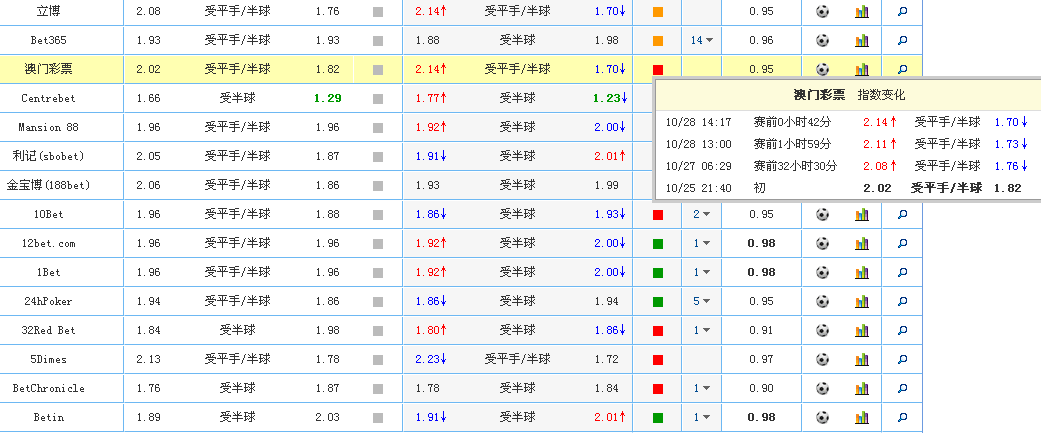 立博 2.08 受平手/半球 1.76 2.14↑ 受平手/半球 1.70↓ 0.95
Bet365 1.93 受平手/半球 1.93 1.88 受平手/半球 1.98 14 0.96
澳门彩票 2.02 受平手/半球 1.82 2.14↑ 受平手/半球 1.70↓ 0.95
Centrebet 1.66 受半球 1.29 1.77↑ 受半球 1.23↓
Mansion 88 1.96 受平手/半球 1.96 1.92↑ 受平手/半球 2.00↓
利记(sbobet) 2.05 受平手/半球 1.87 1.91↓ 受半球 2.01↑
金宝博(188bet) 2.06 受平手/半球 1.86 1.93 受半球 1.99
澳门彩票 指数变化
10/28 14:17 赛前0小时42分 2.14↑ 受平手/半球 1.70↓
10/28 13:00 赛前1小时59分 2.11↑ 受平手/半球 1.73↓
10/27 06:29 赛前32小时30分 2.08↑ 受平手/半球 1.76↓
10/25 21:40 初 2.02 受平手/半球 1.82
10Bet 1.96 受平手/半球 1.88 1.86↓ 受半球 1.93↓ 2 0.95
12bet.com 1.96 受平手/半球 1.96 1.92↑ 受平手/半球 2.00↓ 1 0.98
1Bet 1.96 受平手/半球 1.96 1.92↑ 受平手/半球 2.00↓ 1 0.98
24hPoker 1.94 受平手/半球 1.86 1.86↓ 受半球 1.94 5 0.95
32Red Bet 1.84 受半球 1.98 1.80↑ 受半球 1.86↓ 1 0.91
5Dimes 2.13 受平手/半球 1.78 2.23↓ 受平手/半球 1.72 0.97
BetChronicle 1.76 受半球 1.87 1.78 受半球 1.84 1 0.90
Betin 1.89 受半球 2.03 1.91↓ 受半球 2.01↑ 1 0.98